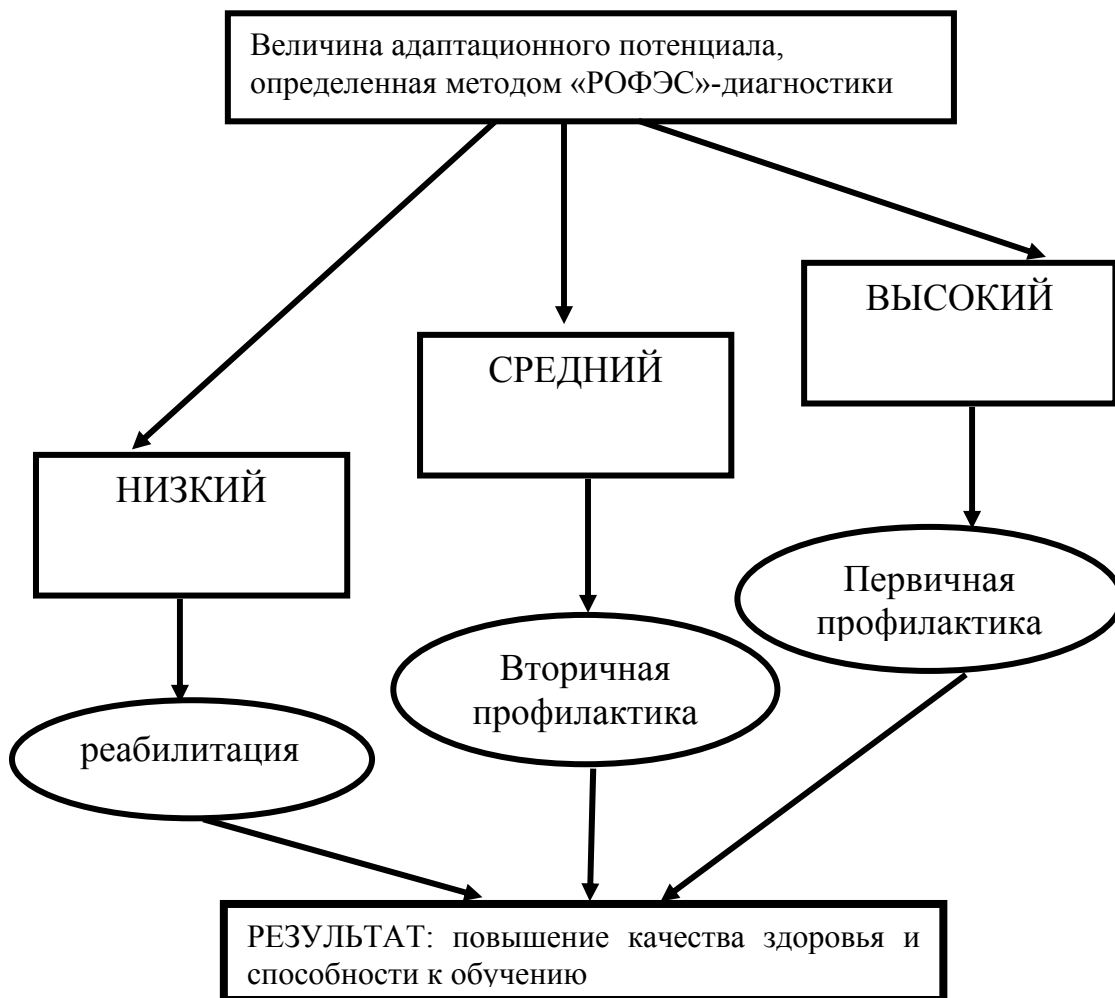 Величина адаптационного потенциала,
определенная методом «РОФЭС»-диагностики
ВЫСОКИЙ
СРЕДНИЙ
НИЗКИЙ
Первичная
профилактика
Вторичная
профилактика
реабилитация
РЕЗУЛЬТАТ: повышение качества здоровья и
способности к обучению